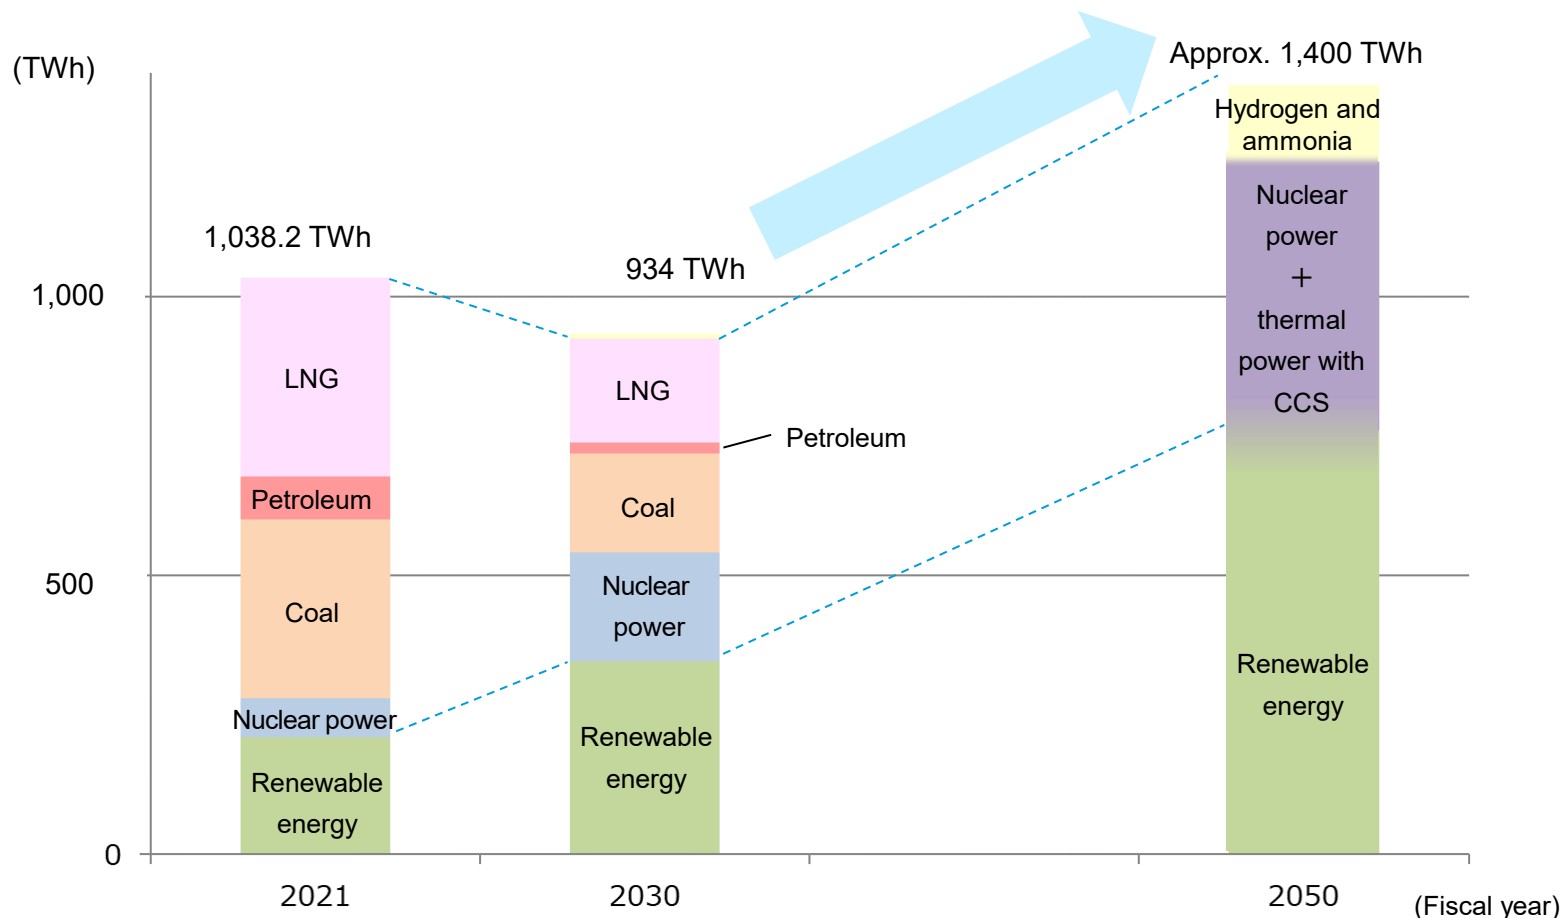 (TWh)
Approx. 1,400 TWh
Hydrogen and
ammonia
Nuclear
power
+
thermal
power with
CCS
Renewable
energy
1,038.2 TWh
934 TWh
1,000
500
0
LNG
Petroleum
Coal
Nuclear power
Renewable
energy
LNG
Petroleum
Coal
Nuclear
power
Renewable
energy
2021
2030
2050
(Fiscal year)